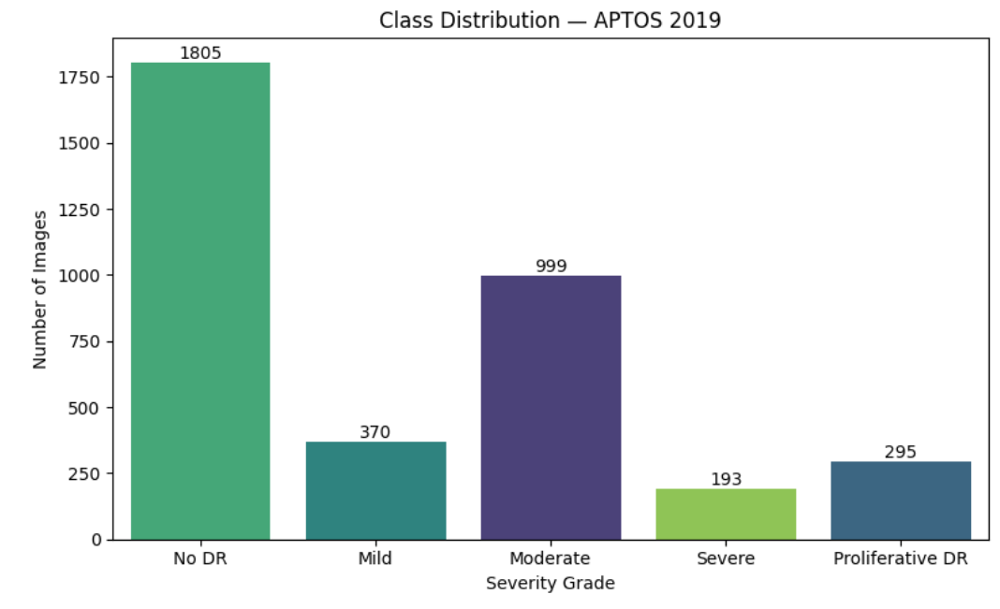 Class Distribution — APTOS 2019
Number of Images
1750
1500
1250
1000
750
500
250
0
1805
370
999
193
295
No DR
Mild
Moderate
Severe
Proliferative DR
Severity Grade